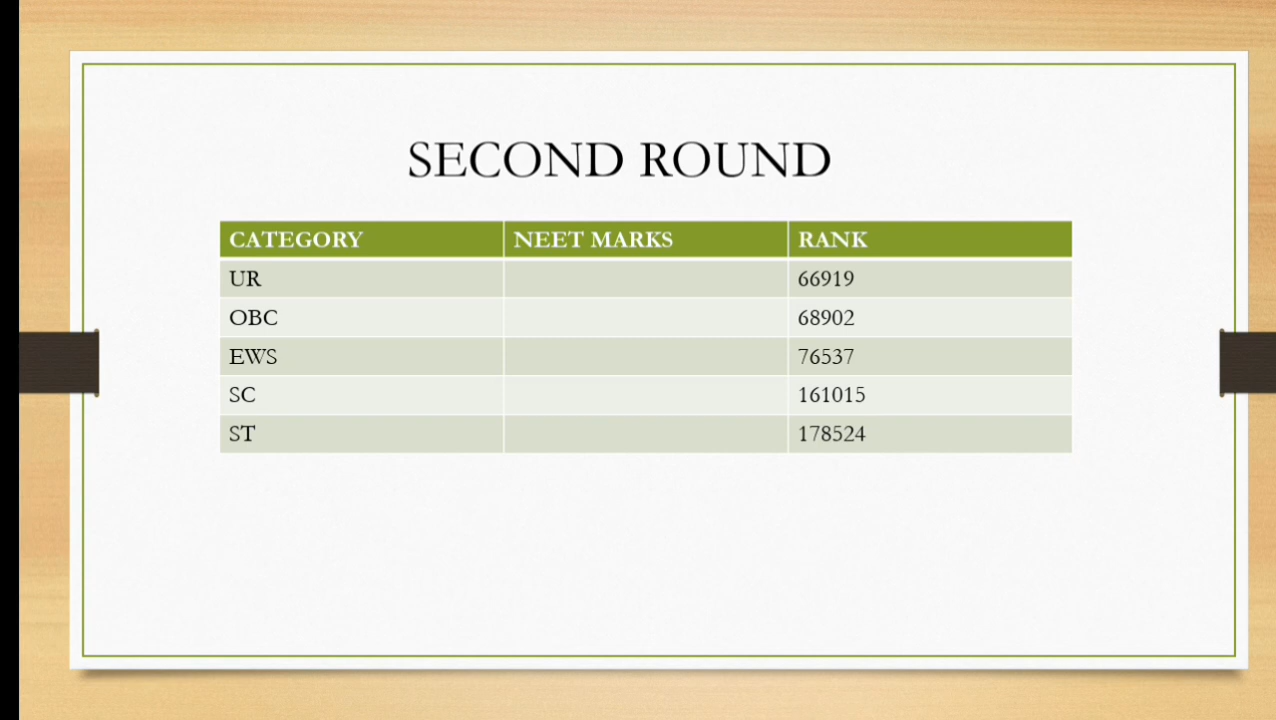 SECOND ROUND
CATEGORY NEET MARKS RANK
UR 66919
OBC 68902
EWS 76537
SC 161015
ST 178524